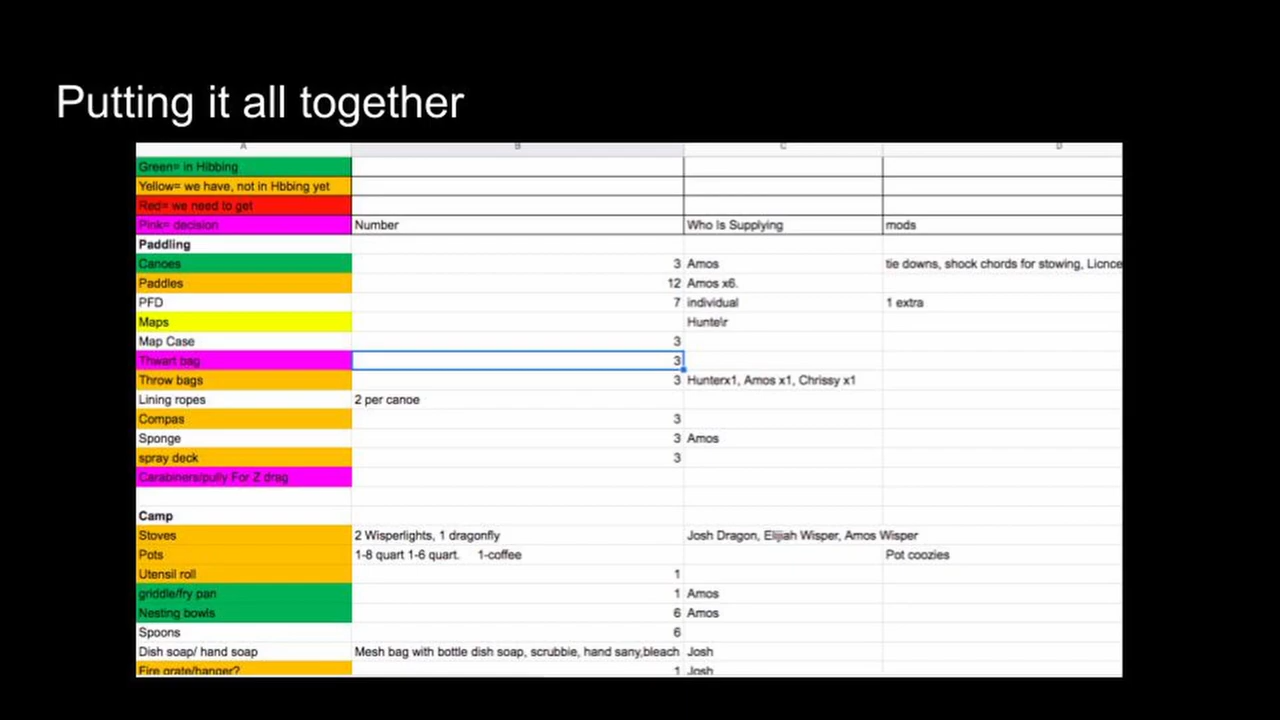 Putting it all together
A B C D
Green= in Hibbing
Yellow= we have, not in Hbbing yet
Red= we need to get
Pink= decision Number Who Is Supplying mods
Paddling
Canoes 3 Amos tie downs, shock chords for stowing, Licnce
Paddles 12 Amos x6.
PFD 7 individual 1 extra
Maps Hunte\r
Map Case 3
Thwart bag 3
Throw bags 3 Hunterx1, Amos x1, Chrissy x1
Lining ropes 2 per canoe
Compas 3
Sponge 3 Amos
spray deck 3
Carabiners/pully For Z drag
Camp
Stoves 2 Wisperlights, 1 dragonfly Josh Dragon, Elijiah Wisper, Amos Wisper
Pots 1-8 quart 1-6 quart. 1-coffee Pot coozies
Utensil roll 1
griddle/fry pan 1 Amos
Nesting bowls 6 Amos
Spoons 6
Dish soap/ hand soap Mesh bag with bottle dish soap, scrubbie, hand sany,bleach Josh
Fire grate/hanger? 1 Josh